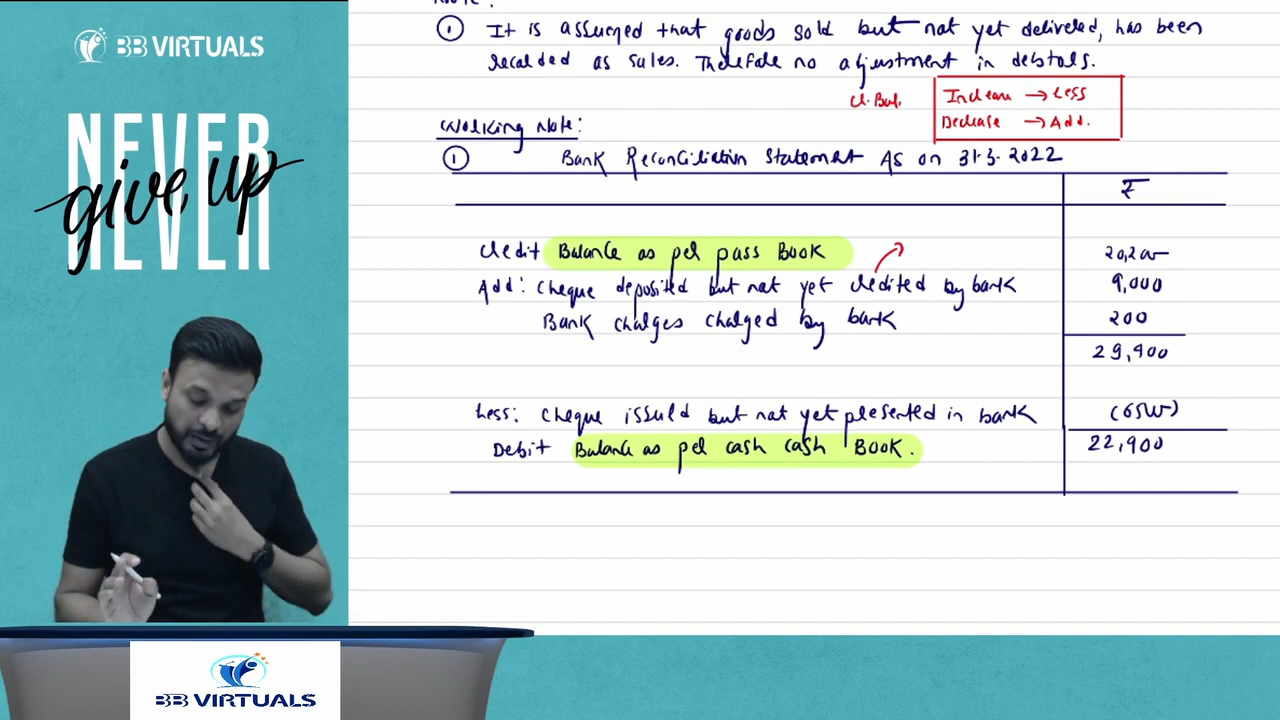 BB VIRTUALS
NEVER
give up
NEVER
Note:
① It is assumed that goods sold but not yet delivered, has been
recorded as sales. Therefore no adjustment in debtors.
Cl. Bal.
Increase → Less
Decrease → Add.
Working Note:
① Bank Reconciliation Statement As on 31.3.2022
₹
Credit Balance as per pass Book 20,200
Add: Cheque deposited but not yet credited by bank 9,000
Bank charges charged by bank 200
29,400
Less: Cheque issued but not yet presented in bank (6500)
Debit Balance as per cash cash Book. 22,900
BB VIRTUALS